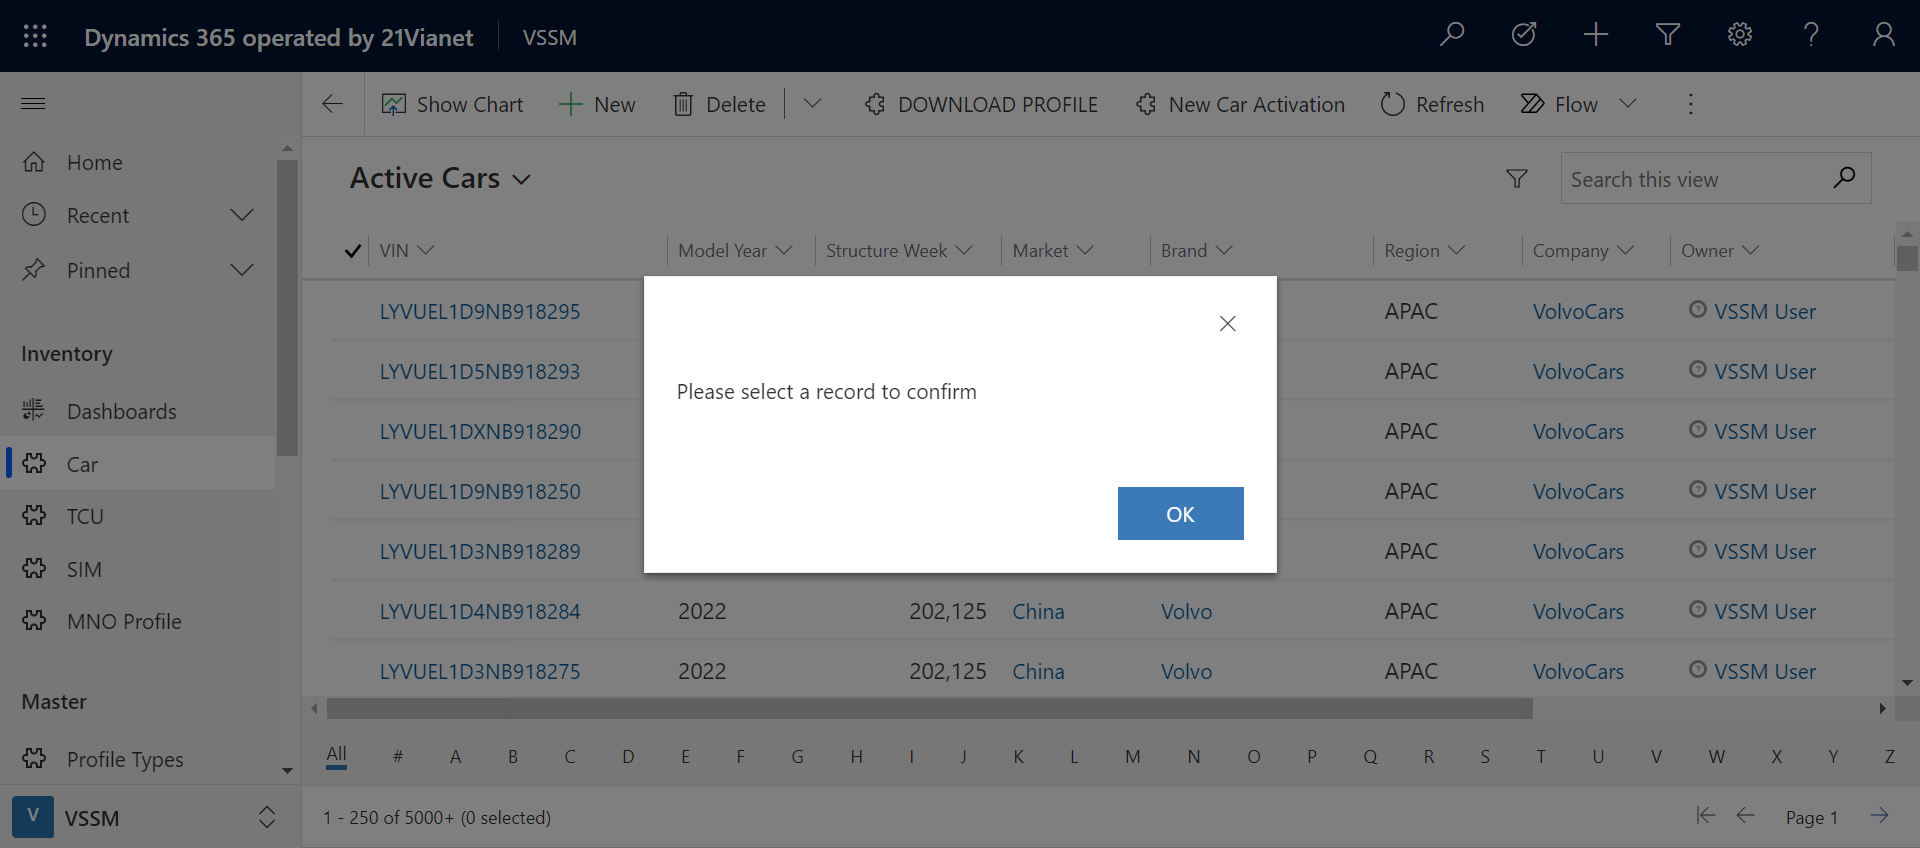 Dynamics 365 operated by 21Vianet VSSM
Show Chart New Delete DOWNLOAD PROFILE New Car Activation Refresh Flow
Home
Recent
Pinned
Inventory
Dashboards
Car
TCU
SIM
MNO Profile
Master
Profile Types
V VSSM
Active Cars
Search this view
VIN Model Year Structure Week Market Brand Region Company Owner
LYVUEL1D9NB918295 APAC VolvoCars VSSM User
LYVUEL1D5NB918293 APAC VolvoCars VSSM User
LYVUEL1DXNB918290 APAC VolvoCars VSSM User
LYVUEL1D9NB918250 APAC VolvoCars VSSM User
LYVUEL1D3NB918289 APAC VolvoCars VSSM User
LYVUEL1D4NB918284 2022 202,125 China Volvo APAC VolvoCars VSSM User
LYVUEL1D3NB918275 2022 202,125 China Volvo APAC VolvoCars VSSM User
Please select a record to confirm
OK
All # A B C D E F G H I J K L M N O P Q R S T U V W X Y Z
1 - 250 of 5000+ (0 selected) Page 1